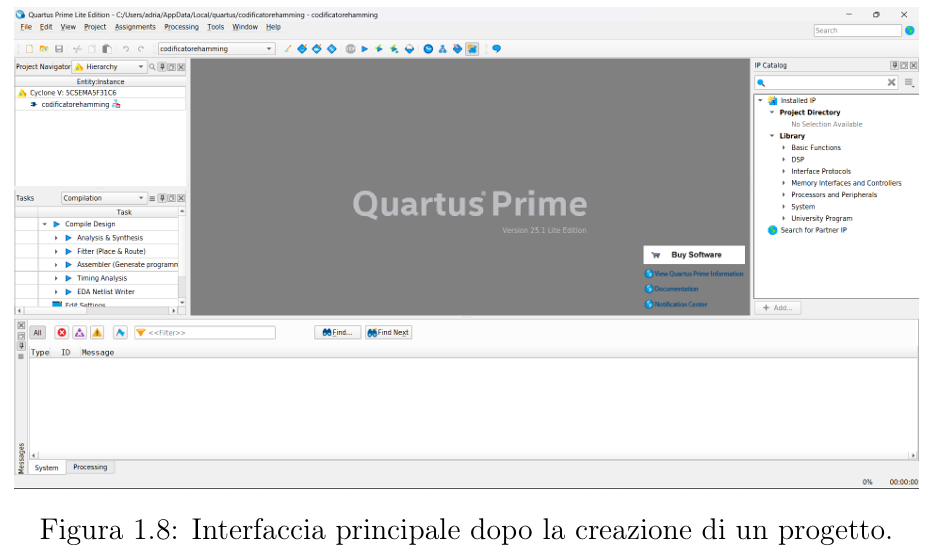 Quartus Prime Lite Edition - C:/Users/adria/AppData/Local/quartus/codificatorehamming - codificatorehamming
File Edit View Project Assignments Processing Tools Window Help
Search
codificatorehamming
Project Navigator Hierarchy
Entity:Instance
Cyclone V: 5CSEMA5F31C6
codificatorehamming
Tasks Compilation
Task
Compile Design
Analysis & Synthesis
Fitter (Place & Route)
Assembler (Generate programm
Timing Analysis
EDA Netlist Writer
Edit Settings
Quartus Prime
Version 25.1 Lite Edition
Buy Software
View Quartus Prime Information
Documentation
Notification Center
IP Catalog
Installed IP
Project Directory
No Selection Available
Library
Basic Functions
DSP
Interface Protocols
Memory Interfaces and Controllers
Processors and Peripherals
System
University Program
Search for Partner IP
+ Add...
All <<Filter>> Find... Find Next
Type ID Message
Messages
System Processing
0% 00:00:00
Figura 1.8: Interfaccia principale dopo la creazione di un progetto.